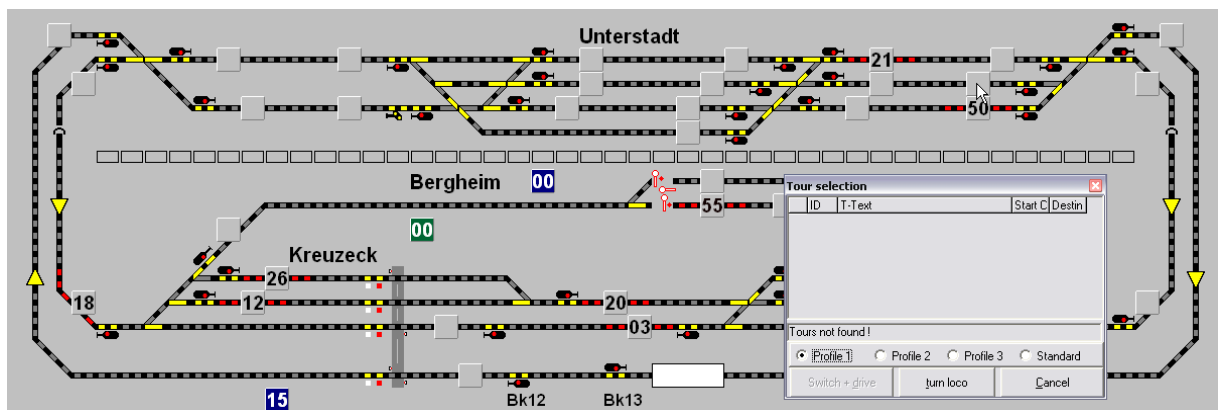 Unterstadt
21
50
Bergheim 00
55
00
Kreuzeck
26
18
12
20
03
15
Bk12
Bk13
Tour selection
ID T-Text Start C Destin
Tours not found !
Profile 1 Profile 2 Profile 3 Standard
Switch + drive turn loco Cancel